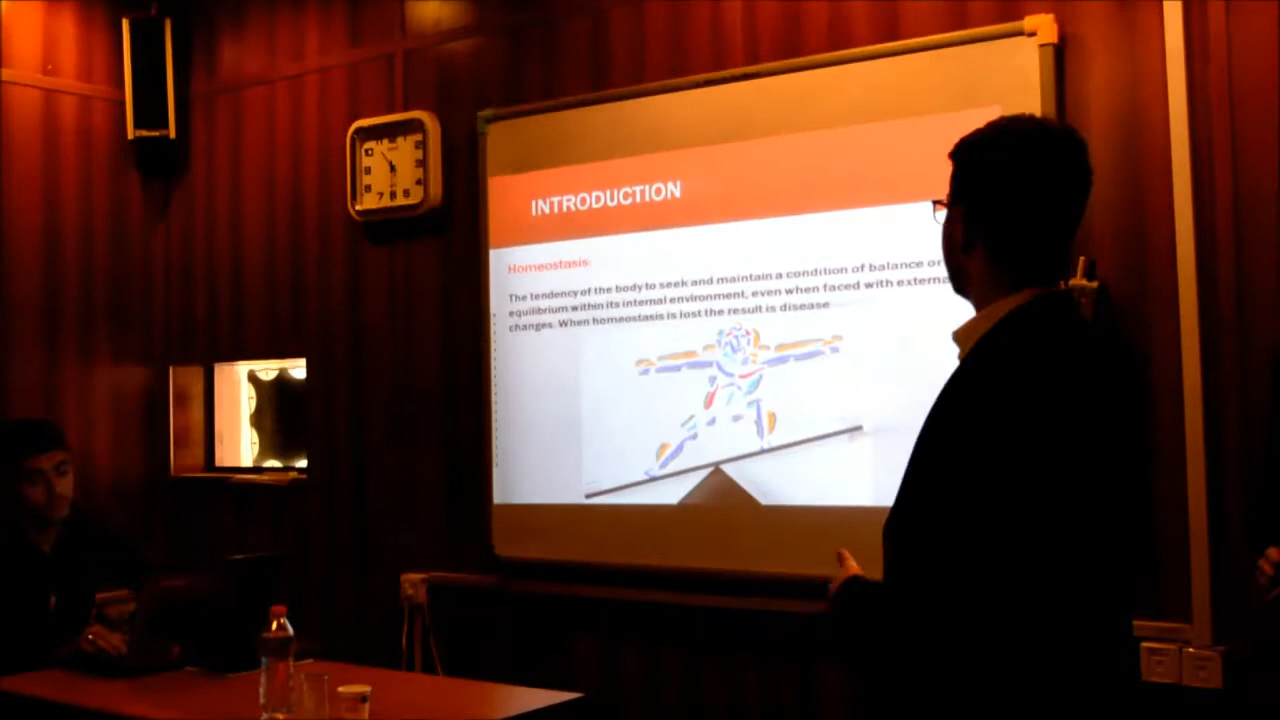 INTRODUCTION
Homeostasis:
The tendency of the body to seek and maintain a condition of balance or
equilibrium within its internal environment, even when faced with externa
changes. When homeostasis is lost the result is disease